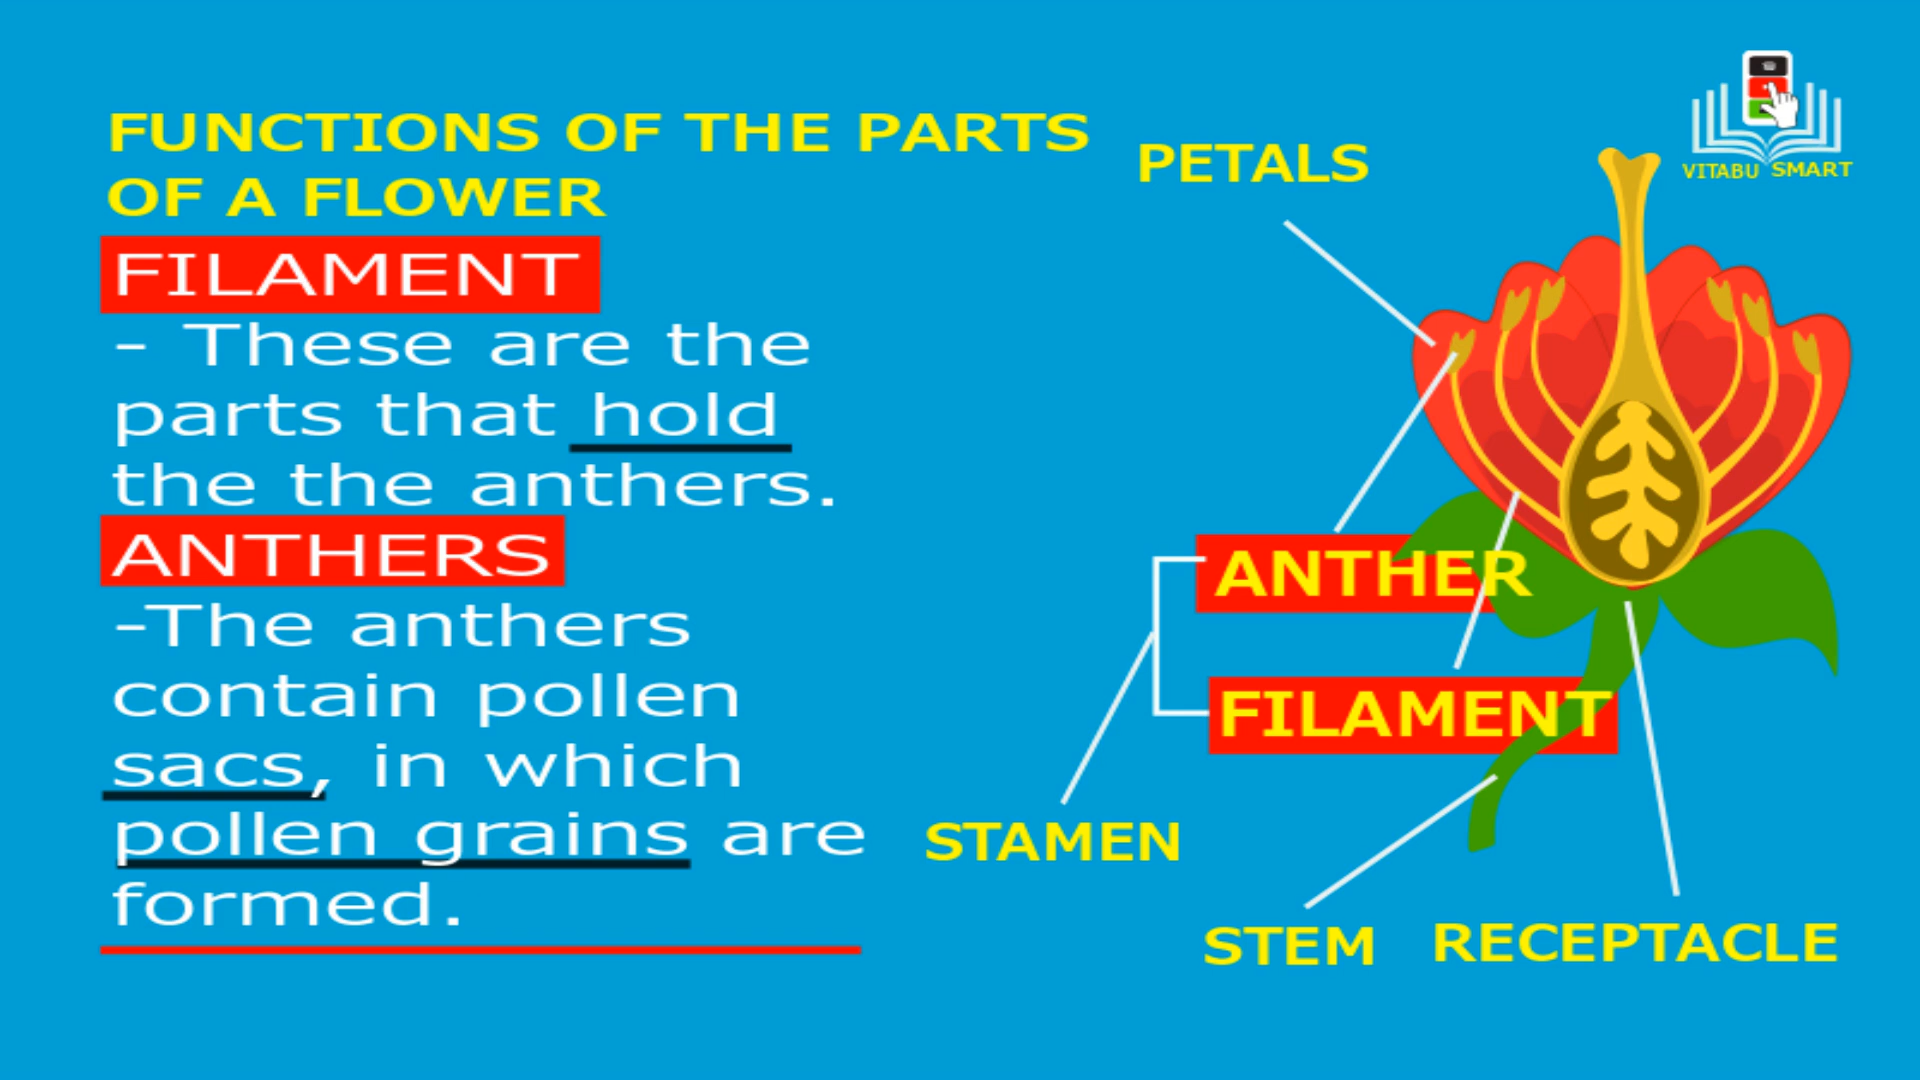 FUNCTIONS OF THE PARTS
OF A FLOWER
FILAMENT
- These are the
parts that hold
the the anthers.
ANTHERS
-The anthers
contain pollen
sacs, in which
pollen grains are
formed.
PETALS
VITABU SMART
ANTHER
FILAMENT
STAMEN
STEM
RECEPTACLE